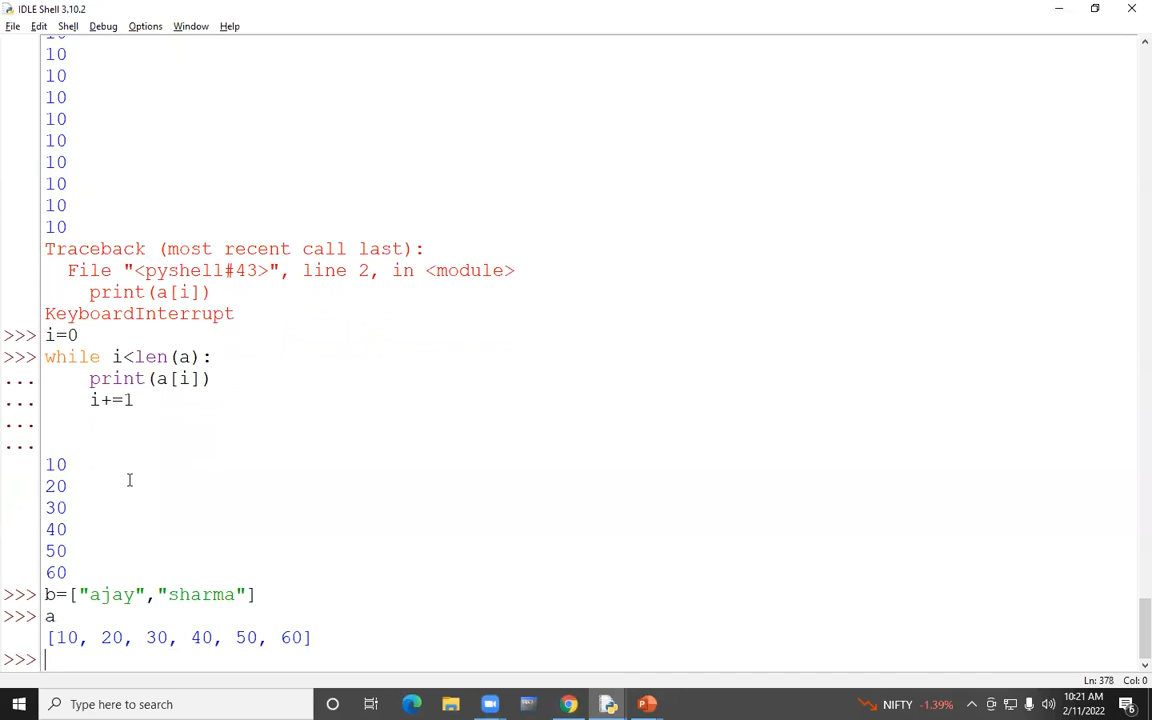 IDLE Shell 3.10.2
File Edit Shell Debug Options Window Help
10
10
10
10
10
10
10
10
10
10
Traceback (most recent call last):
File "<pyshell#43>", line 2, in <module>
print(a[i])
KeyboardInterrupt
>>> i=0
>>> while i<len(a):
... print(a[i])
... i+=1
...
...
10
20
30
40
50
60
>>> b=["ajay","sharma"]
>>> a
[10, 20, 30, 40, 50, 60]
>>>
Ln: 378 Col: 0
Type here to search
NIFTY -1.39%
10:21 AM
2/11/2022
6